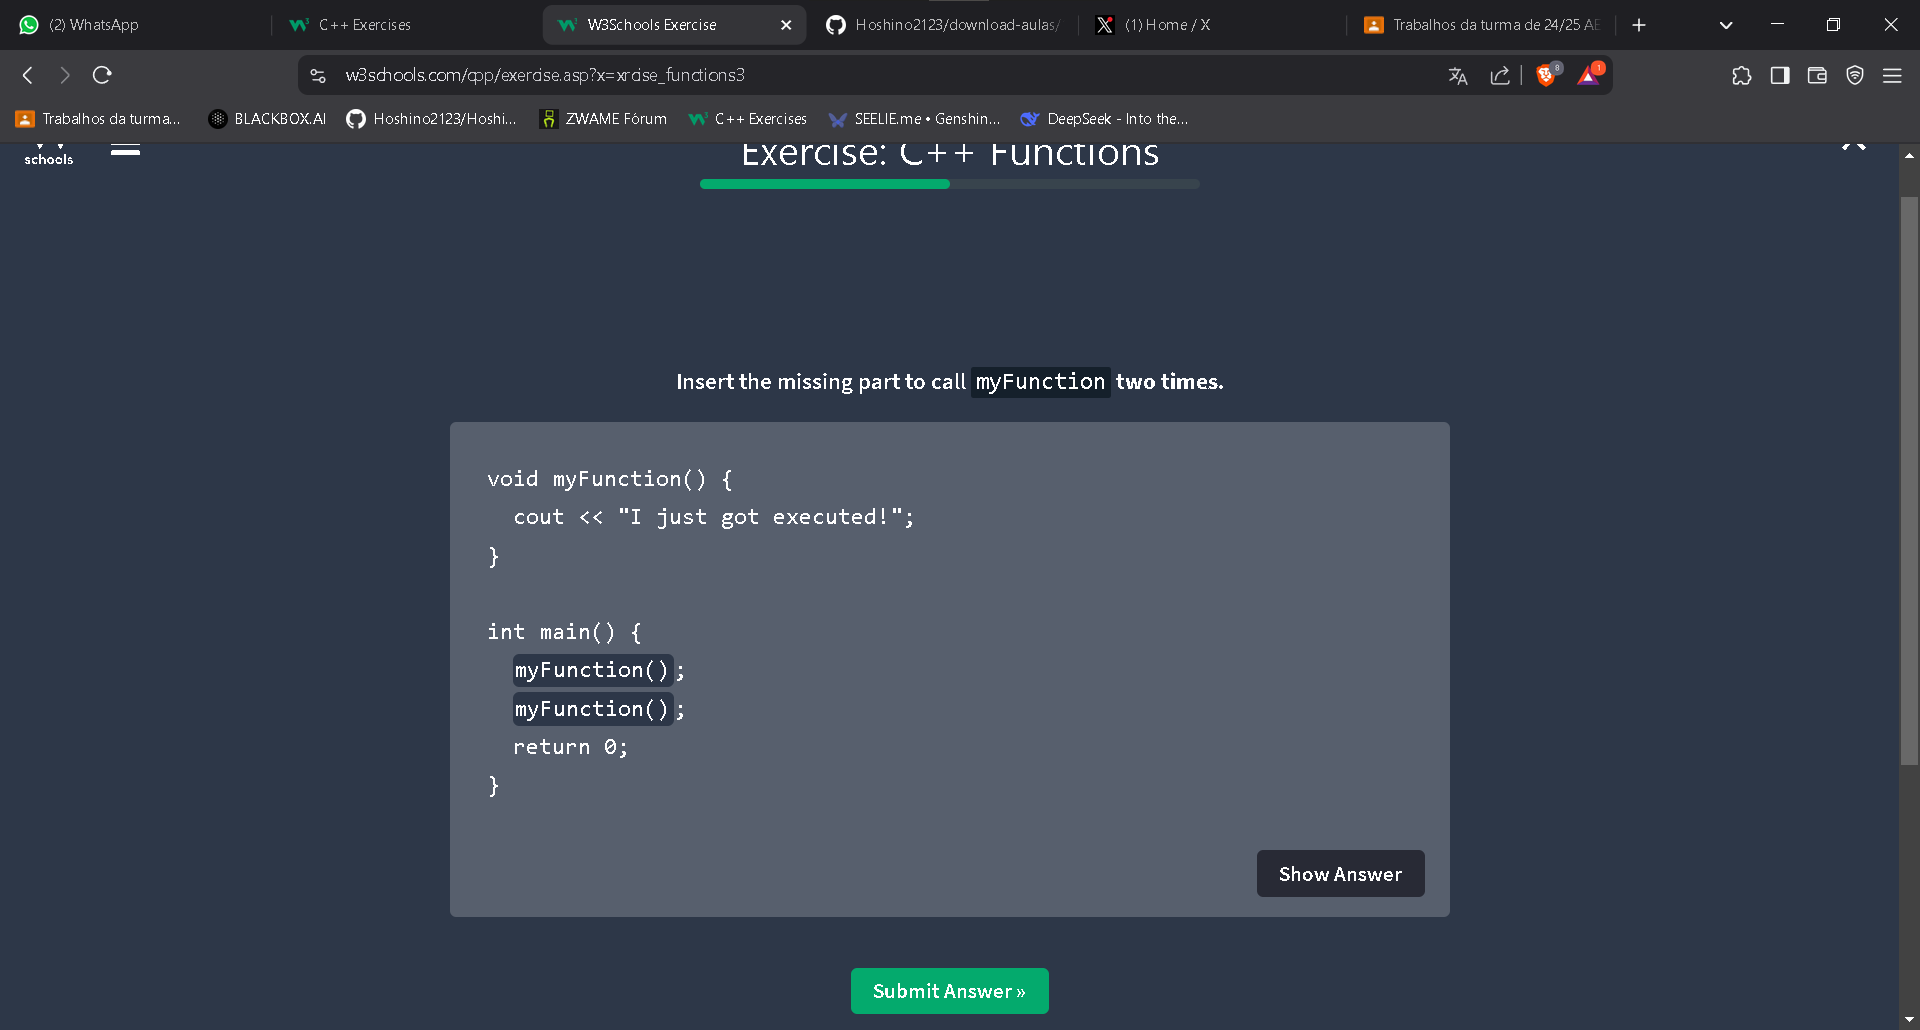 (2) WhatsApp
C++ Exercises
W3Schools Exercise
Hoshino2123/download-aulas/
(1) Home / X
Trabalhos da turma de 24/25 AE
w3schools.com/cpp/exercise.asp?x=xrcise_functions3
8
1
Trabalhos da turma...
BLACKBOX.AI
Hoshino2123/Hoshi...
ZWAME Fórum
C++ Exercises
SEELIE.me • Genshin...
DeepSeek - Into the...
schools
Exercise: C++ Functions
Insert the missing part to call myFunction two times.
void myFunction() {
cout << "I just got executed!";
}
int main() {
myFunction();
myFunction();
return 0;
}
Show Answer
Submit Answer »